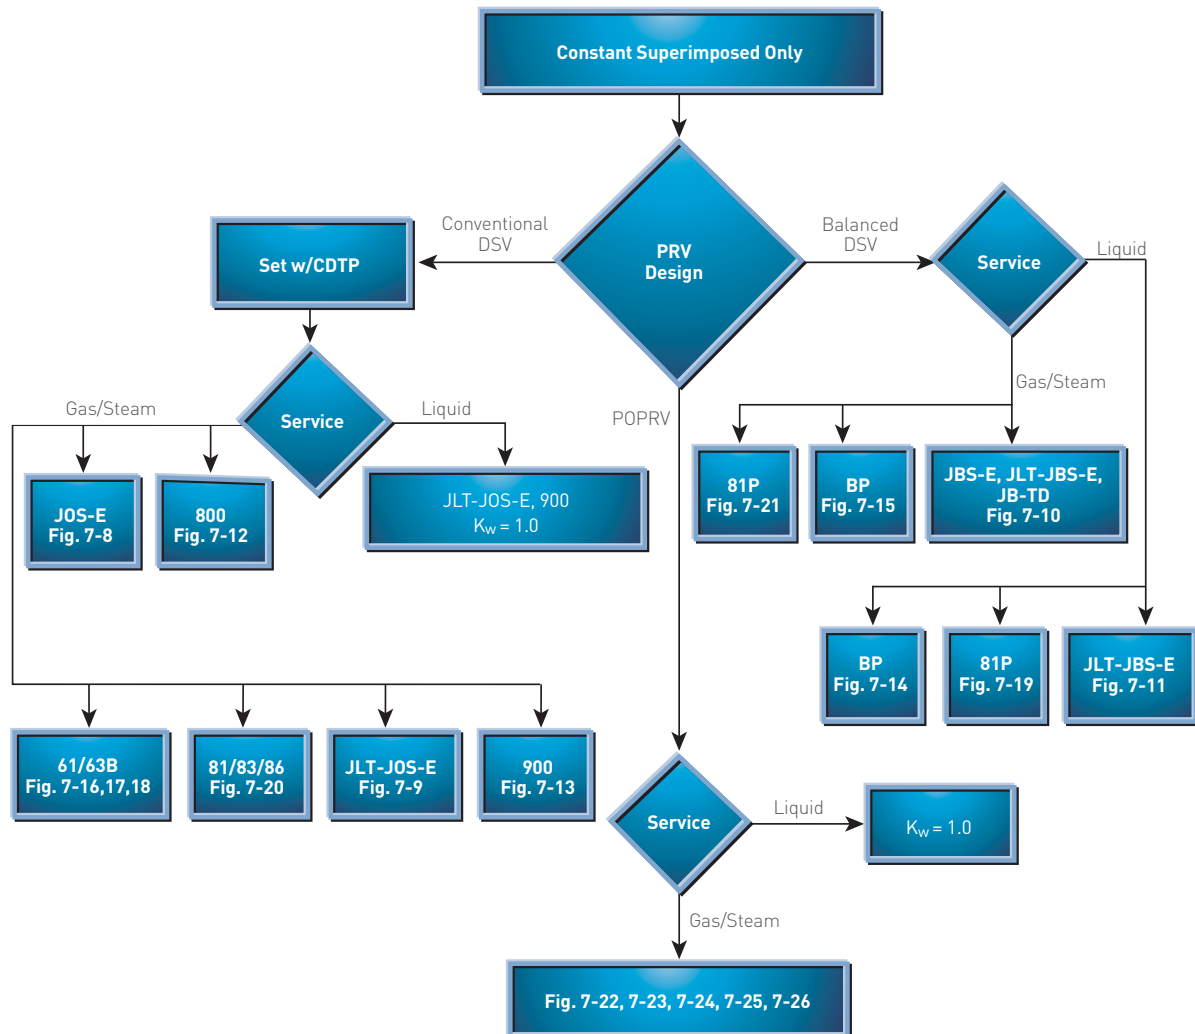 Constant Superimposed Only
Conventional
DSV
PRV
Design
Balanced
DSV
Service
Liquid
Set w/CDTP
Gas/Steam
Service
Liquid
POPRV
Gas/Steam
JOS-E
Fig. 7-8
800
Fig. 7-12
JLT-JOS-E, 900
Kw = 1.0
81P
Fig. 7-21
BP
Fig. 7-15
JBS-E, JLT-JBS-E,
JB-TD
Fig. 7-10
BP
Fig. 7-14
81P
Fig. 7-19
JLT-JBS-E
Fig. 7-11
61/63B
Fig. 7-16,17,18
81/83/86
Fig. 7-20
JLT-JOS-E
Fig. 7-9
900
Fig. 7-13
Service
Liquid
Kw = 1.0
Gas/Steam
Fig. 7-22, 7-23, 7-24, 7-25, 7-26